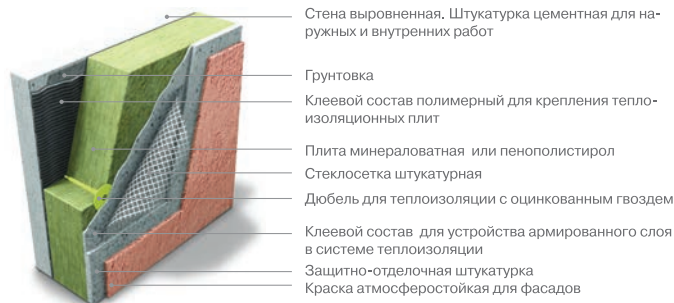 Стена выровненная. Штукатурка цементная для на-
ружных и внутренних работ
Грунтовка
Клеевой состав полимерный для крепления тепло-
изоляционных плит
Плита минераловатная или пенополистирол
Стеклосетка штукатурная
Дюбель для теплоизоляции с оцинкованным гвоздем
Клеевой состав для устройства армированного слоя
в системе теплоизоляции
Защитно-отделочная штукатурка
Краска атмосферостойкая для фасадов